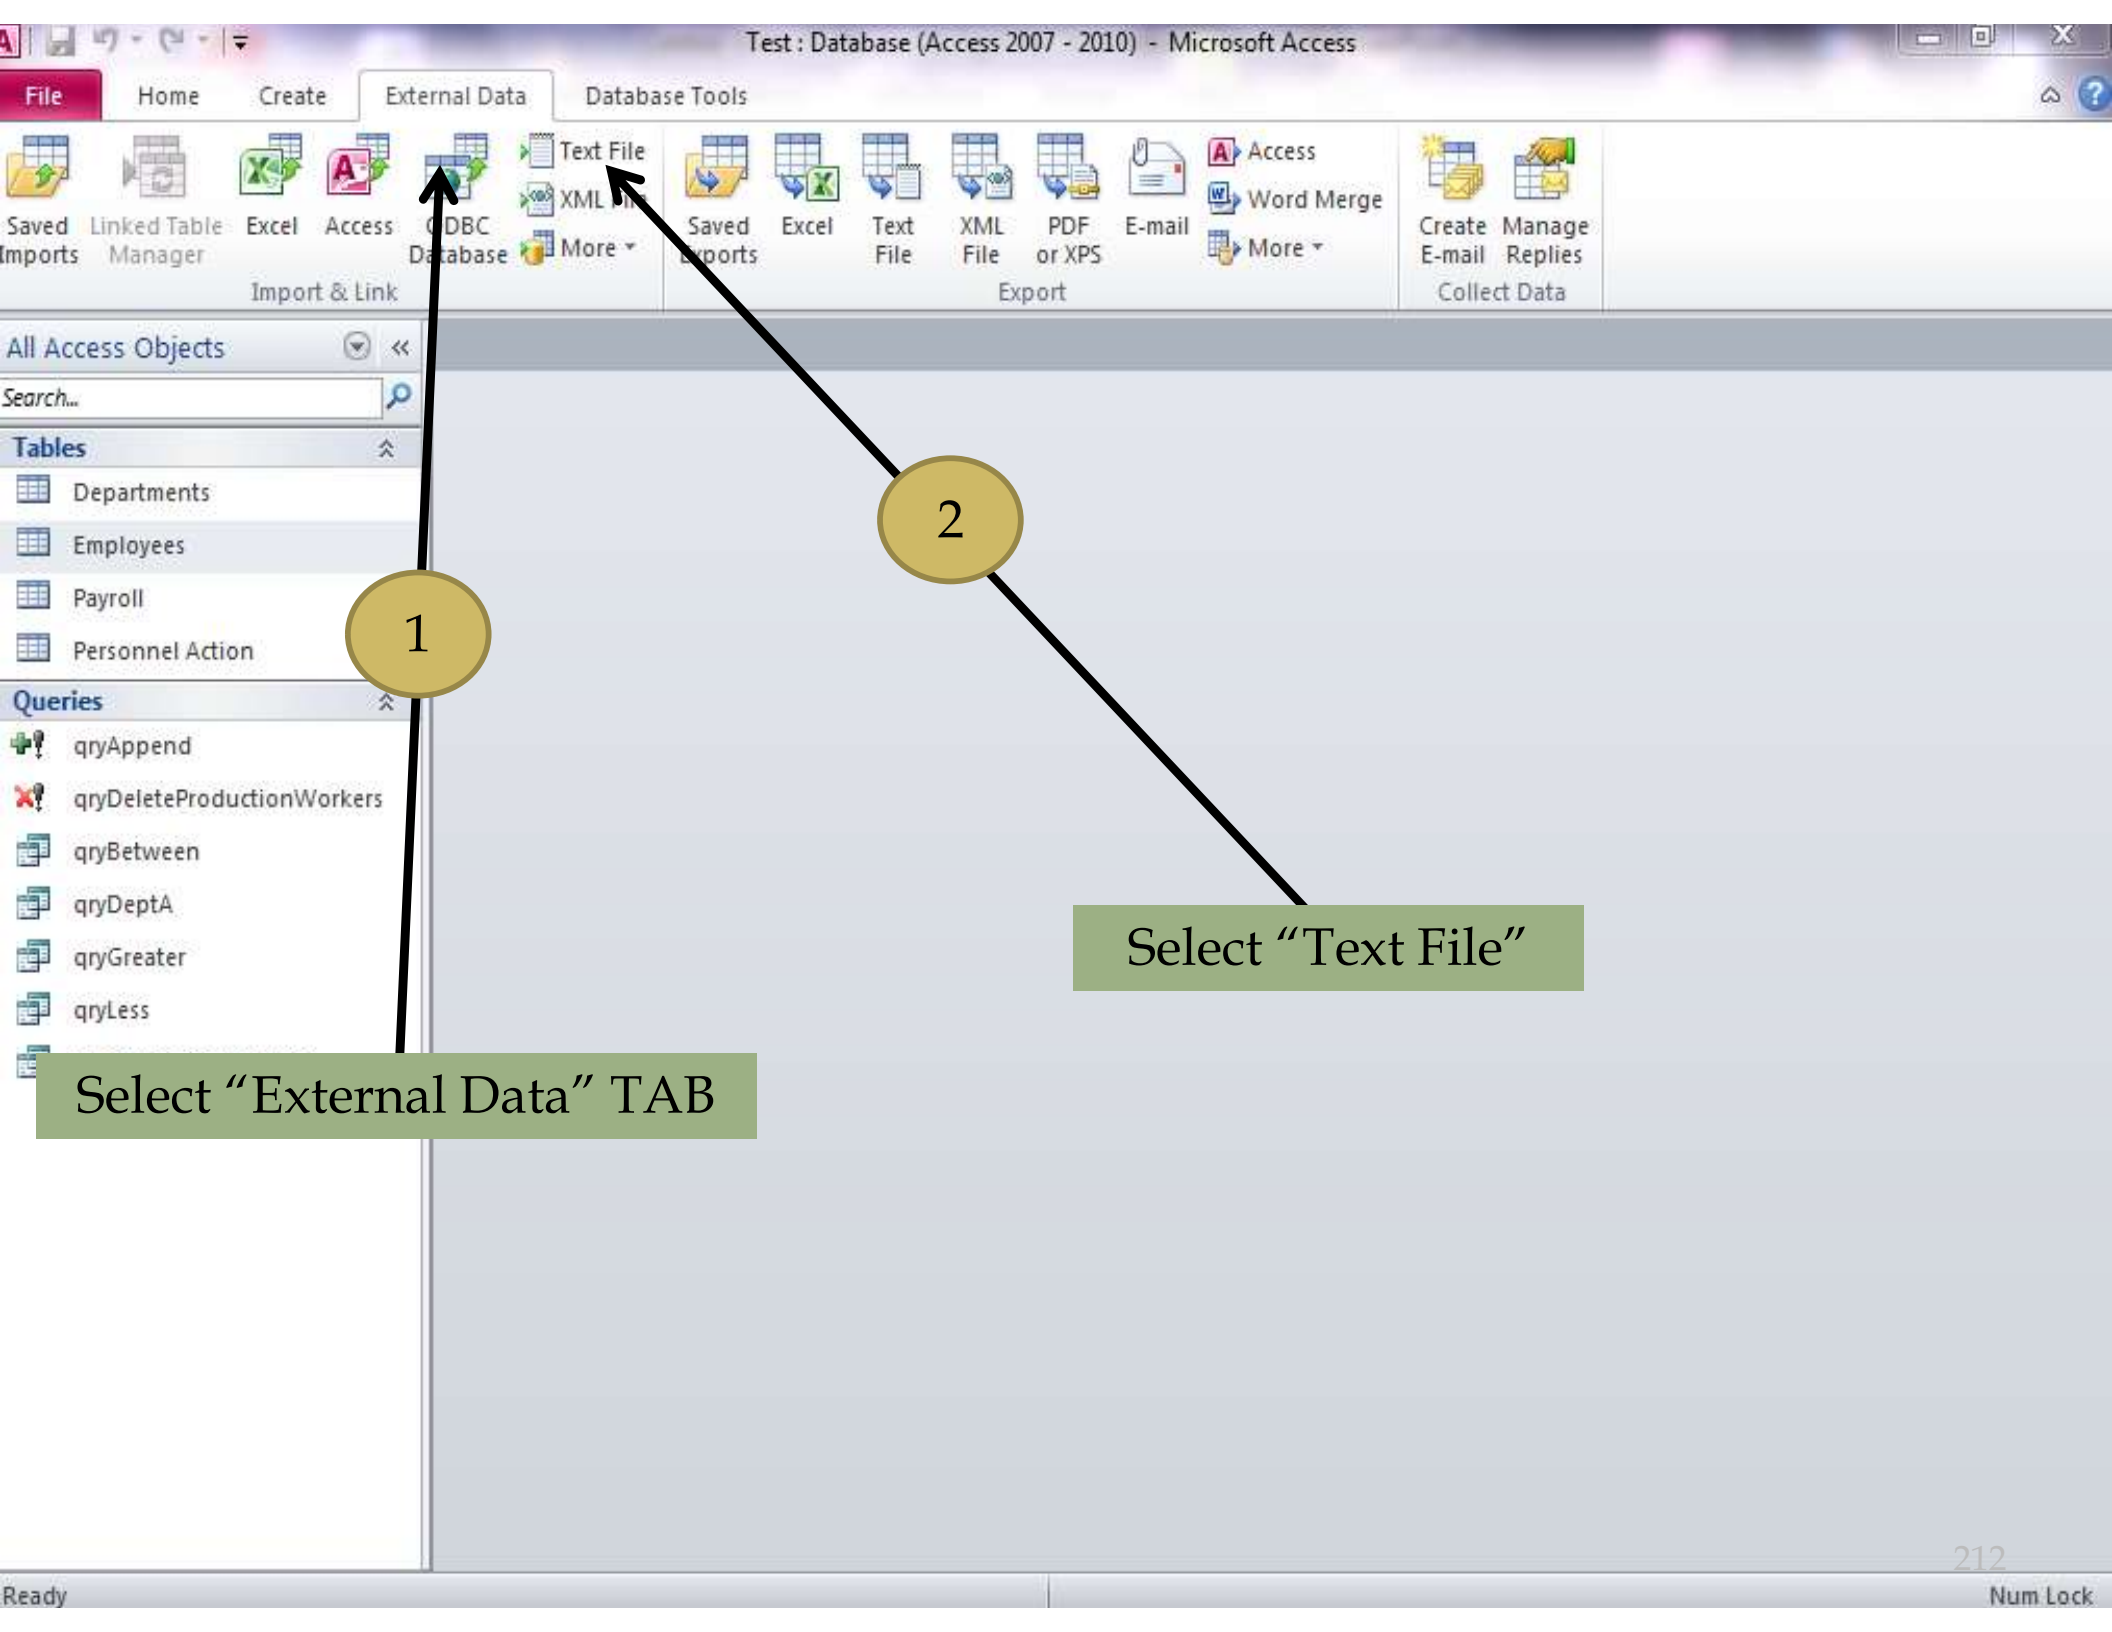 Test : Database (Access 2007 - 2010) - Microsoft Access
File Home Create External Data Database Tools
Text File Access
XML File Word Merge
Saved Imports Linked Table Manager Excel Access ODBC Database More Saved Exports Excel Text File XML File PDF or XPS E-mail More Create E-mail Manage Replies
Import & Link Export Collect Data
All Access Objects
Search...
Tables
Departments
Employees
Payroll
Personnel Action
Queries
qryAppend
qryDeleteProductionWorkers
qryBetween
qryDeptA
qryGreater
qryLess
1
2
Select “Text File”
Select “External Data” TAB
212
Ready Num Lock